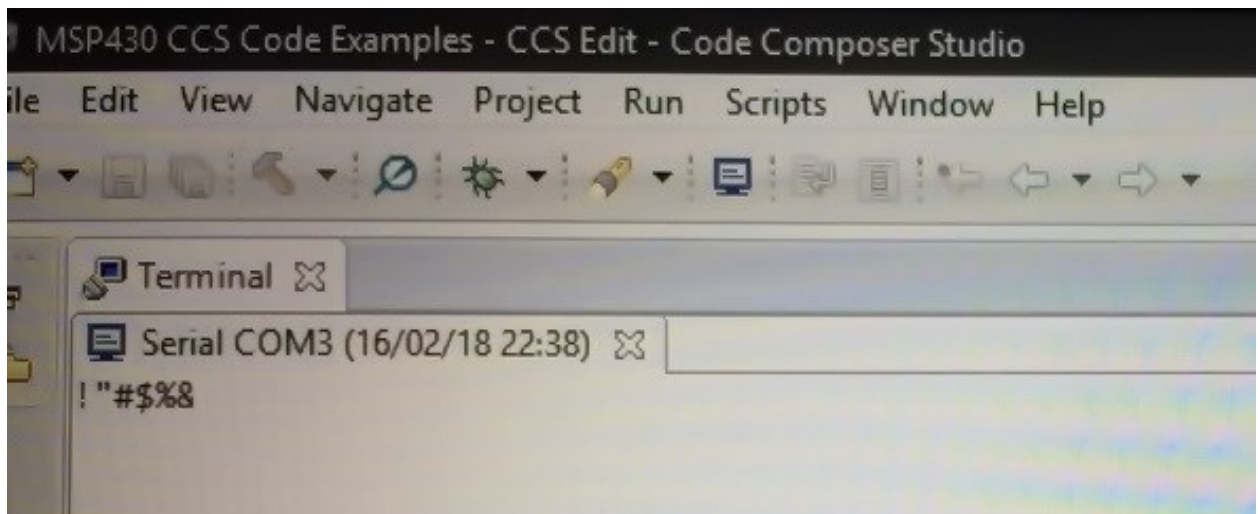 MSP430 CCS Code Examples - CCS Edit - Code Composer Studio
ile Edit View Navigate Project Run Scripts Window Help
Terminal
Serial COM3 (16/02/18 22:38)
! "#$%&